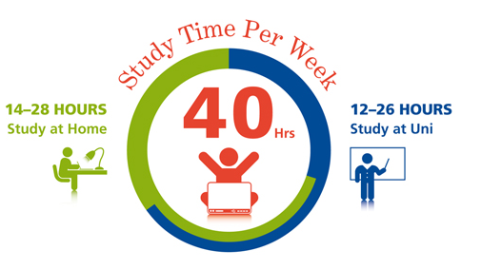 Study Time Per Week
40 Hrs
14–28 HOURS
Study at Home
12–26 HOURS
Study at Uni